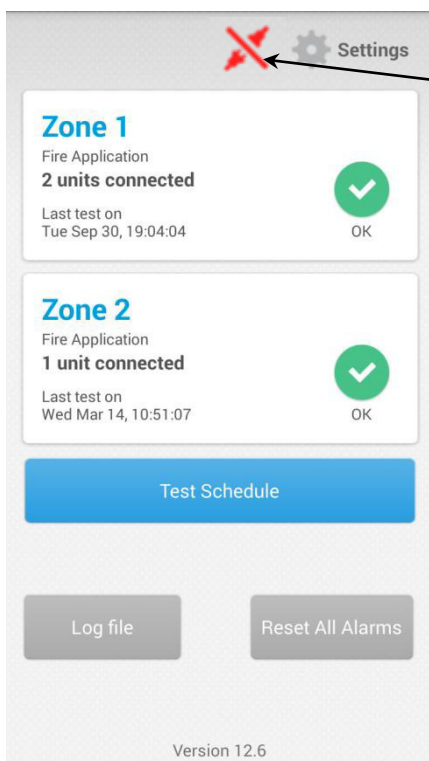 Settings
Zone 1
Fire Application
2 units connected
Last test on
Tue Sep 30, 19:04:04
OK
Zone 2
Fire Application
1 unit connected
Last test on
Wed Mar 14, 10:51:07
OK
Test Schedule
Log file
Reset All Alarms
Version 12.6